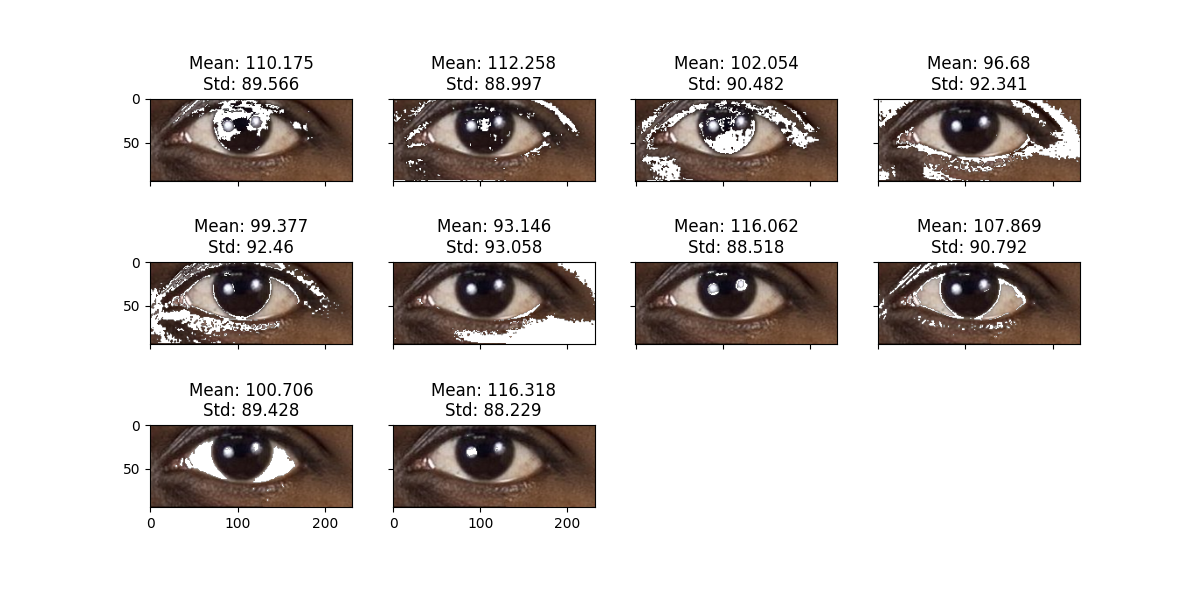 Mean: 110.175
Std: 89.566
Mean: 112.258
Std: 88.997
Mean: 102.054
Std: 90.482
Mean: 96.68
Std: 92.341
0
50
Mean: 99.377
Std: 92.46
Mean: 93.146
Std: 93.058
Mean: 116.062
Std: 88.518
Mean: 107.869
Std: 90.792
0
50
Mean: 100.706
Std: 89.428
Mean: 116.318
Std: 88.229
0
50
0 100 200
0 100 200